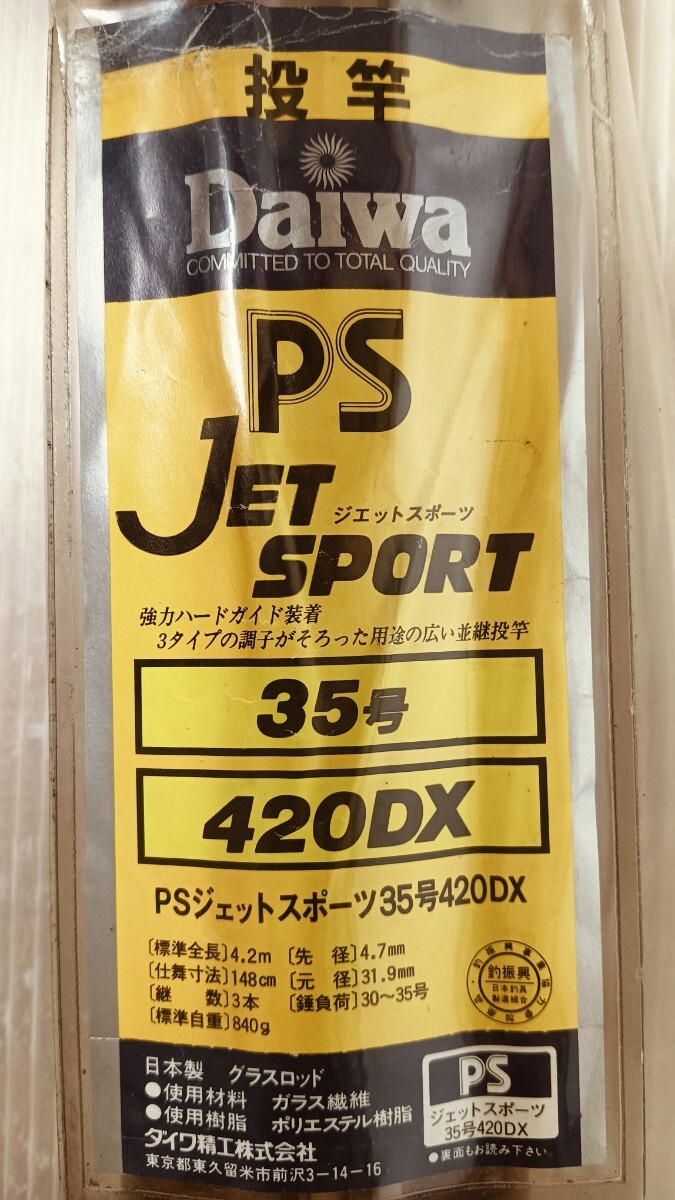 投竿
Daiwa
COMMITTED TO TOTAL QUALITY
PS
JET
ジェットスポーツ
SPORT
強力ハードガイド装着
3タイプの調子がそろった用途の広い並継投竿
35号
420DX
PSジェットスポーツ35号420DX
〔標準全長〕4.2m 〔先 径〕4.7mm
〔仕舞寸法〕148cm 〔元 径〕31.9mm
〔継 数〕3本 〔錘負荷〕30〜35号
〔標準自重〕840g
釣振興
日本釣具
製造組合
日本製 グラスロッド
●使用材料 ガラス繊維
●使用樹脂 ポリエステル樹脂
ダイワ精工株式会社
東京都東久留米市前沢3-14-16
PS
ジェットスポーツ
35号420DX
●裏面もお読み下さい。